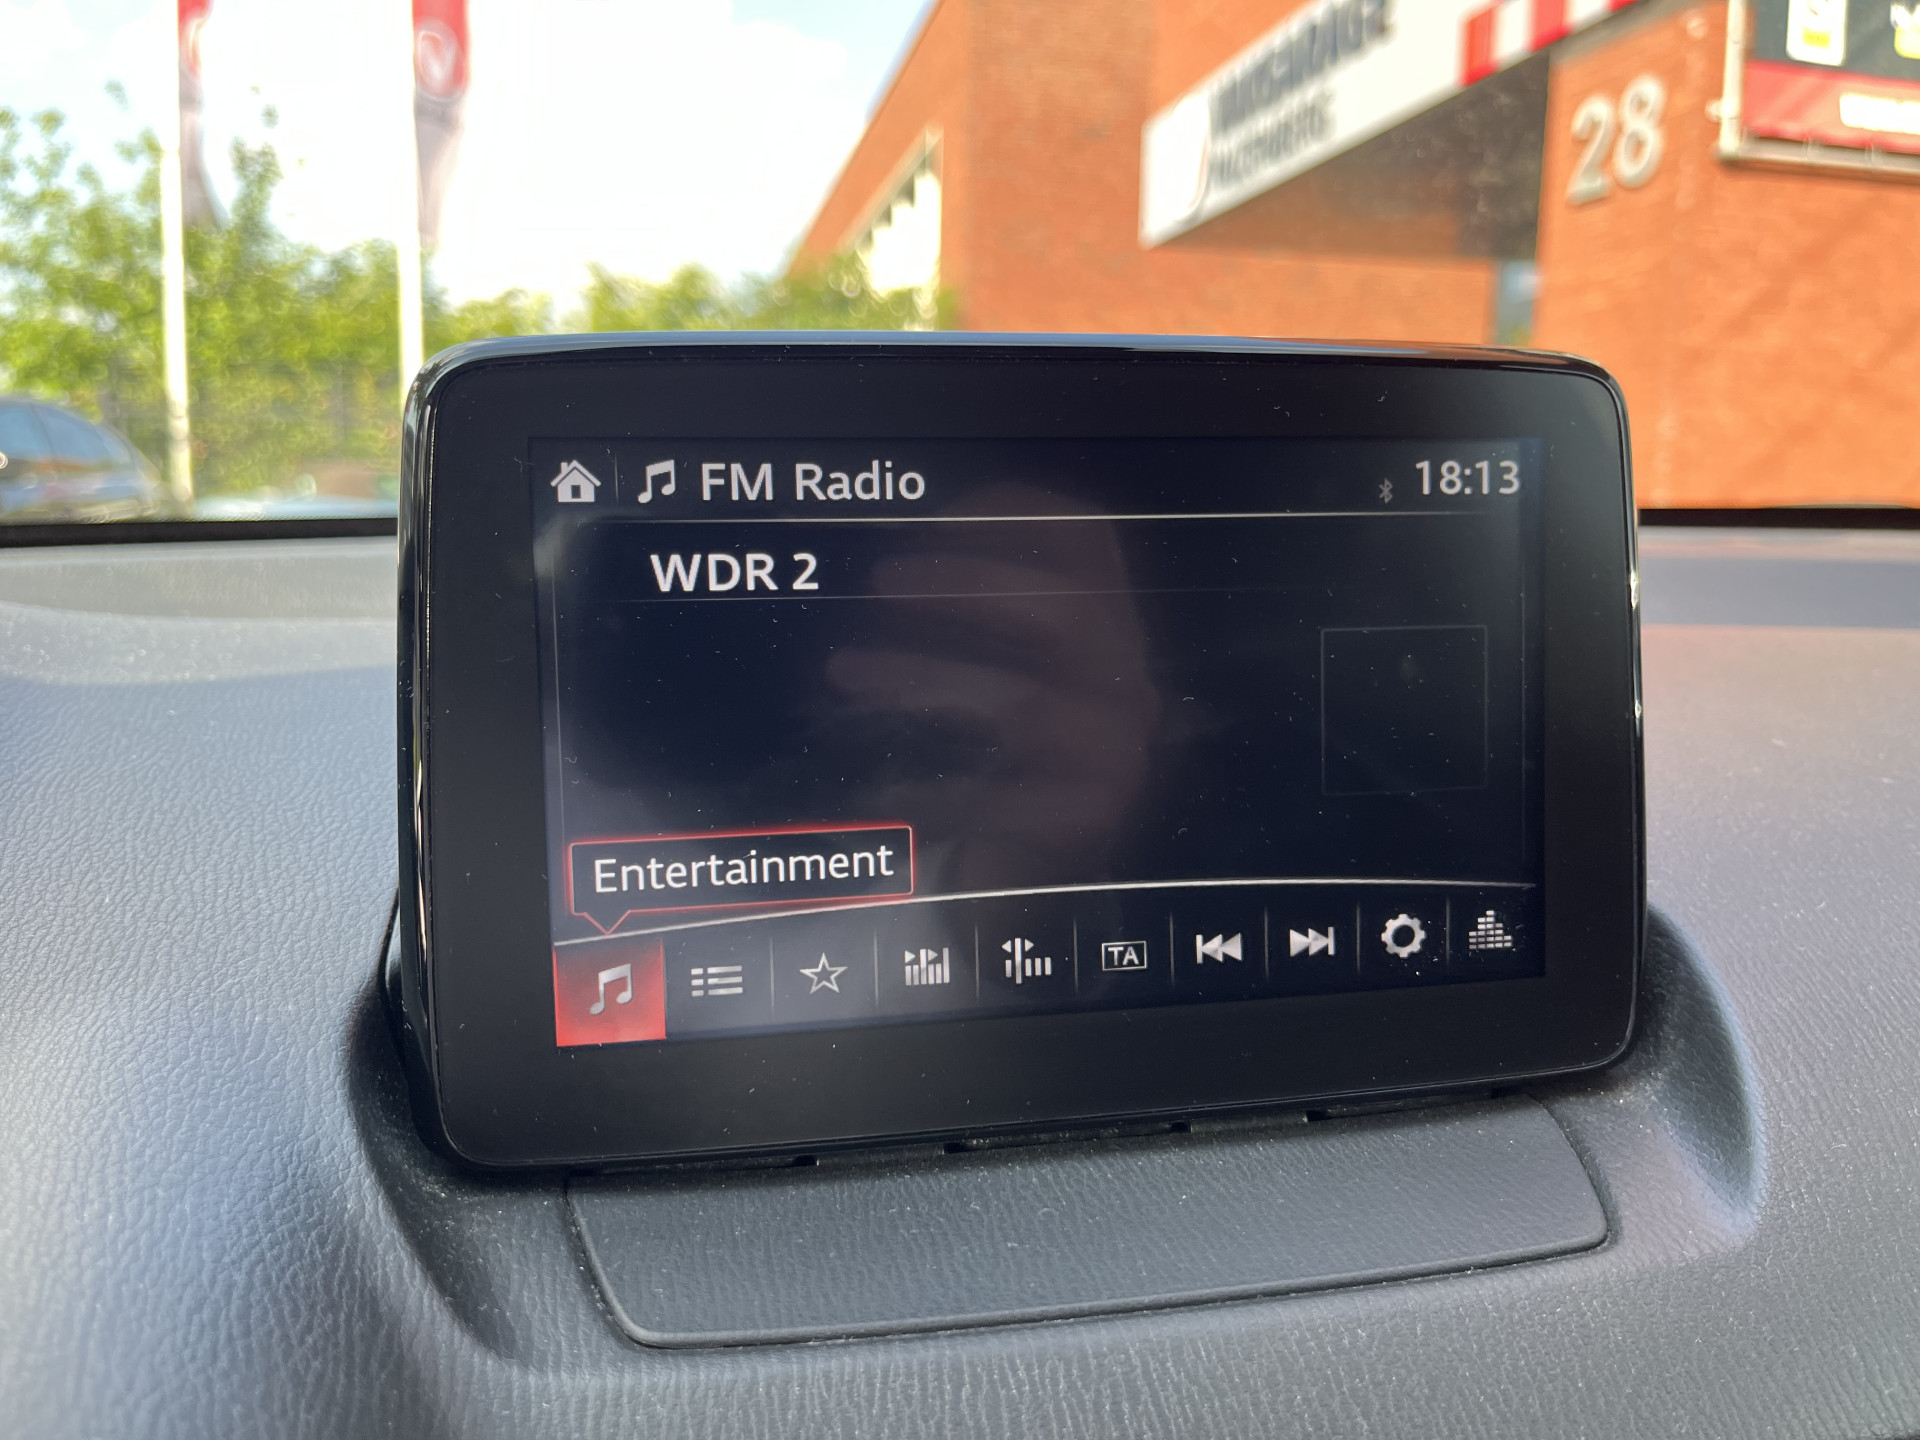 28
FM Radio
18:13
WDR 2
Entertainment
TA